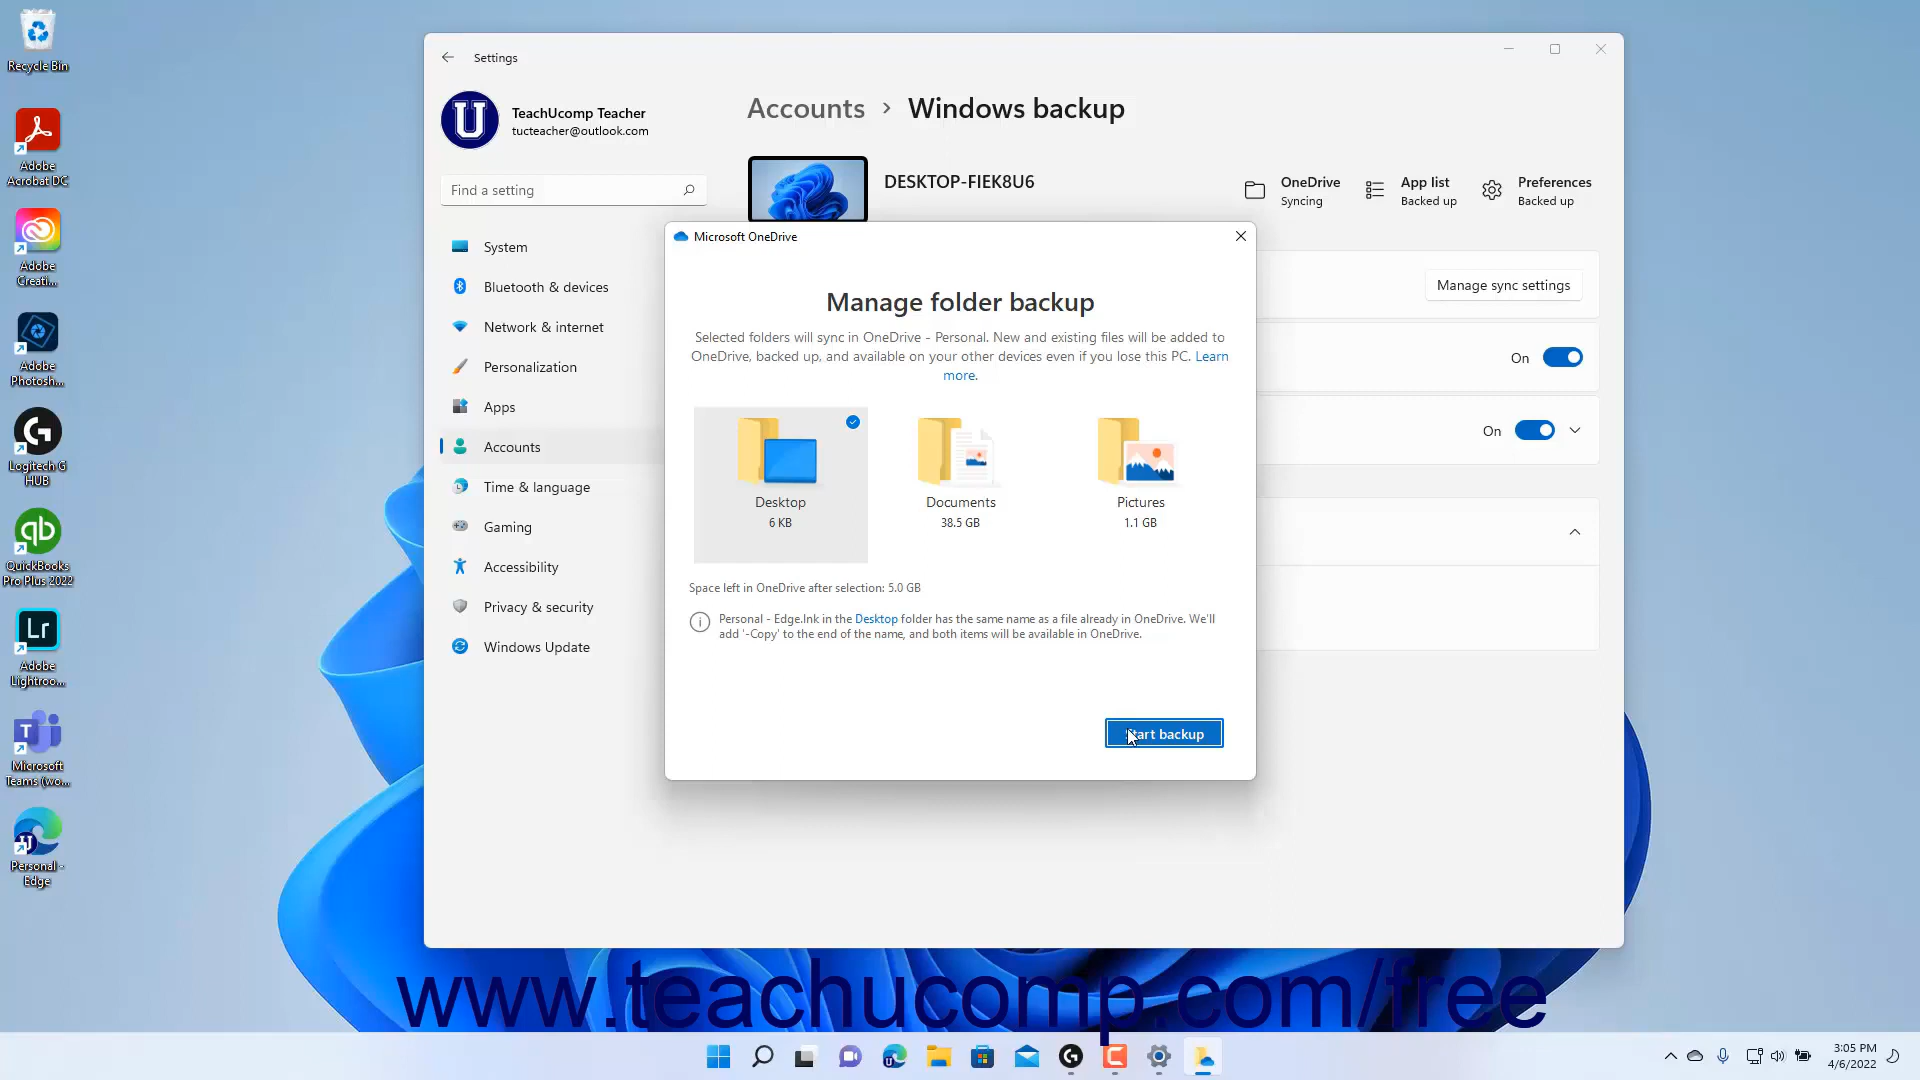 Recycle Bin
Adobe
Acrobat DC
Adobe
Creati...
Adobe
Photosh...
Logitech G
HUB
QuickBooks
Pro Plus 2022
Lr
Adobe
Lightroo...
Microsoft
Teams (wo...
Personal -
Edge
Settings
TeachUcomp Teacher
tucteacher@outlook.com
Find a setting
System
Bluetooth & devices
Network & internet
Personalization
Apps
Accounts
Time & language
Gaming
Accessibility
Privacy & security
Windows Update
Accounts > Windows backup
DESKTOP-FIEK8U6
OneDrive
Syncing
App list
Backed up
Preferences
Backed up
Manage sync settings
On
On
Microsoft OneDrive
Manage folder backup
Selected folders will sync in OneDrive - Personal. New and existing files will be added to
OneDrive, backed up, and available on your other devices even if you lose this PC. Learn
more.
Desktop
6 KB
Documents
38.5 GB
Pictures
1.1 GB
Space left in OneDrive after selection: 5.0 GB
Personal - Edge.lnk in the Desktop folder has the same name as a file already in OneDrive. We'll
add '-Copy' to the end of the name, and both items will be available in OneDrive.
Start backup
www.teachucomp.com/free
3:05 PM
4/6/2022